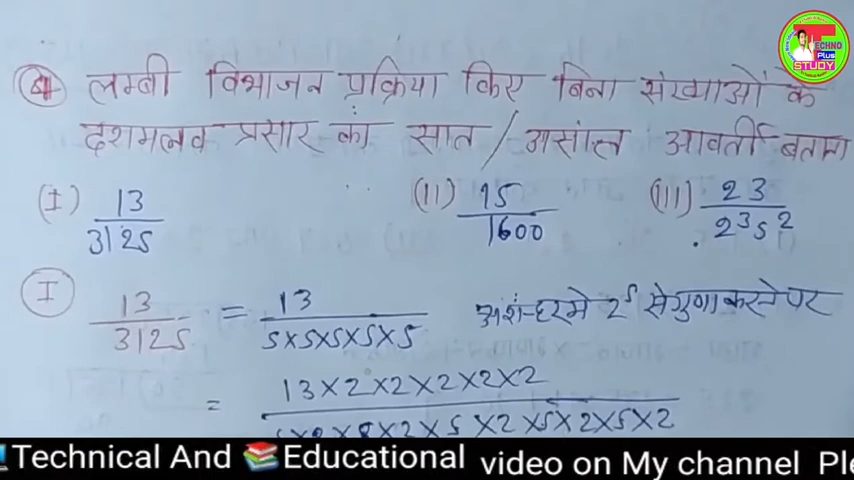 लम्बी विभाजन प्रक्रिया किए बिना संख्याओं के
दशमलव प्रसार का सात / असांत आवर्ती बताना
(I) 13/3125 (II) 15/1600 (III) 23/2³5²
I 13/3125 = 13/5×5×5×5×5 अशं-हरमे 2⁵ सेगुणा करने पर
= 13×2×2×2×2×2
TECHNO
Plus
STUDY
Technical And Educational video on My channel Ple